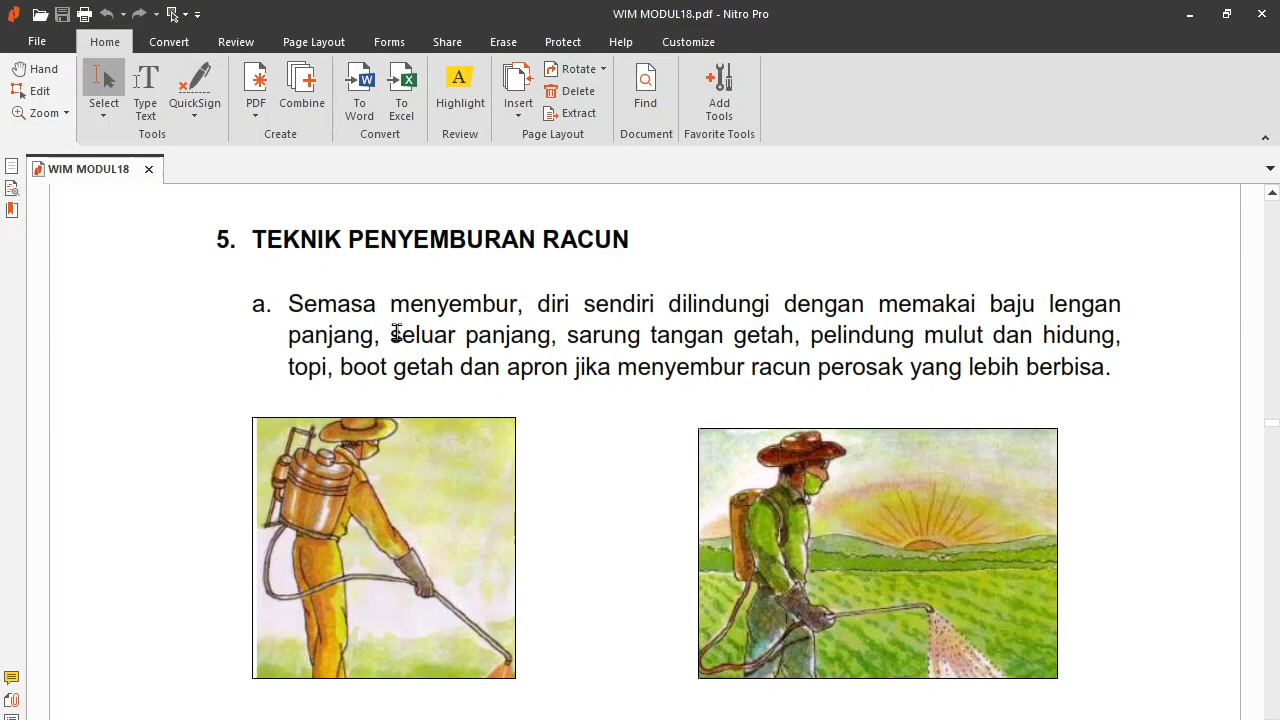 WIM MODUL18.pdf - Nitro Pro
File Home Convert Review Page Layout Forms Share Erase Protect Help Customize
Hand
Edit
Zoom
Select
Type Text
QuickSign
Tools
PDF
Combine
Create
To Word
To Excel
Convert
Highlight
Review
Insert
Rotate
Delete
Extract
Page Layout
Find
Document
Add Tools
Favorite Tools
WIM MODUL18
5. TEKNIK PENYEMBURAN RACUN
a. Semasa menyembur, diri sendiri dilindungi dengan memakai baju lengan
panjang, seluar panjang, sarung tangan getah, pelindung mulut dan hidung,
topi, boot getah dan apron jika menyembur racun perosak yang lebih berbisa.